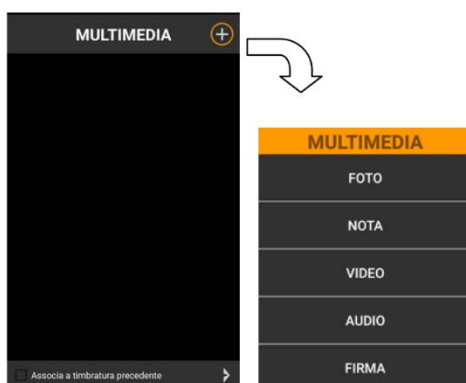 MULTIMEDIA
Associa a timbratura precedente
MULTIMEDIA
FOTO
NOTA
VIDEO
AUDIO
FIRMA